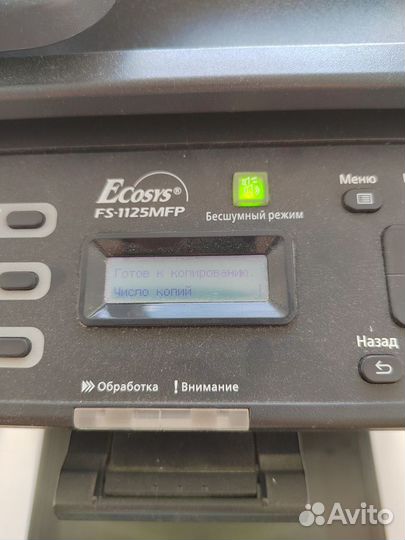 ECOSYS®
FS-1125MFP
Бесшумный режим
Меню
Готов к копированию.
Число копий
Назад
Обработка !Внимание
Avito